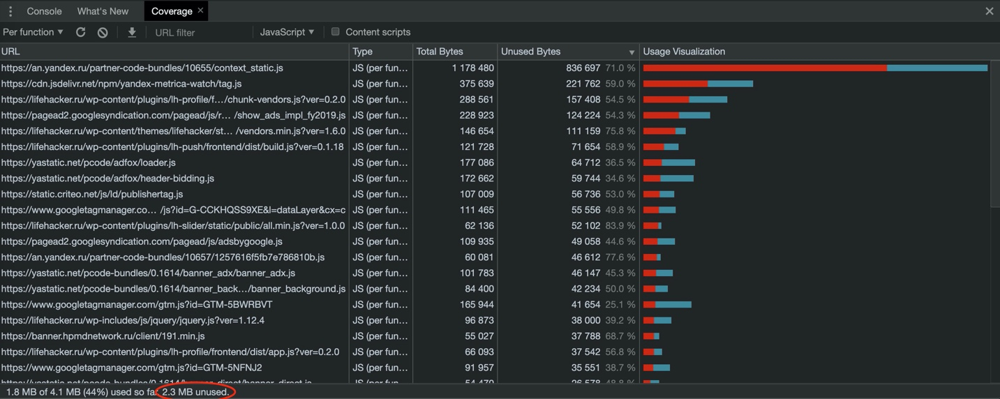 Console What's New Coverage ×
Per function ▼ URL filter JavaScript ▼ Content scripts
URL Type Total Bytes Unused Bytes ▼ Usage Visualization
https://an.yandex.ru/partner-code-bundles/10655/context_static.js JS (per fun… 1 178 480 836 697 71.0 %
https://cdn.jsdelivr.net/npm/yandex-metrica-watch/tag.js JS (per fun… 375 639 221 762 59.0 %
https://lifehacker.ru/wp-content/plugins/lh-profile/f…/chunk-vendors.js?ver=0.2.0 JS (per fun… 288 561 157 408 54.5 %
https://pagead2.googlesyndication.com/pagead/js/r… /show_ads_impl_fy2019.js JS (per fun… 228 923 124 224 54.3 %
https://lifehacker.ru/wp-content/themes/lifehacker/st… /vendors.min.js?ver=1.6.0 JS (per fun… 146 654 111 159 75.8 %
https://lifehacker.ru/wp-content/plugins/lh-push/frontend/dist/build.js?ver=0.1.18 JS (per fun… 121 728 71 654 58.9 %
https://yastatic.net/pcode/adfox/loader.js JS (per fun… 177 086 64 712 36.5 %
https://yastatic.net/pcode/adfox/header-bidding.js JS (per fun… 172 662 59 744 34.6 %
https://static.criteo.net/js/ld/publishertag.js JS (per fun… 107 009 56 736 53.0 %
https://www.googletagmanager.co… /js?id=G-CCKHQSS9XE&l=dataLayer&cx=c JS (per fun… 111 465 55 556 49.8 %
https://lifehacker.ru/wp-content/plugins/lh-slider/static/public/all.min.js?ver=1.0.0 JS (per fun… 62 136 52 102 83.9 %
https://pagead2.googlesyndication.com/pagead/js/adsbygoogle.js JS (per fun… 109 935 49 058 44.6 %
https://an.yandex.ru/partner-code-bundles/10657/1257616f5fb7e786810b.js JS (per fun… 60 081 46 612 77.6 %
https://yastatic.net/pcode-bundles/0.1614/banner_adx/banner_adx.js JS (per fun… 101 783 46 147 45.3 %
https://yastatic.net/pcode-bundles/0.1614/banner_back…/banner_background.js JS (per fun… 84 400 42 234 50.0 %
https://www.googletagmanager.com/gtm.js?id=GTM-5BWRBVT JS (per fun… 165 944 41 654 25.1 %
https://lifehacker.ru/wp-includes/js/jquery/jquery.js?ver=1.12.4 JS (per fun… 96 873 38 000 39.2 %
https://banner.hpmdnetwork.ru/client/191.min.js JS (per fun… 55 027 37 788 68.7 %
https://lifehacker.ru/wp-content/plugins/lh-profile/frontend/dist/app.js?ver=0.2.0 JS (per fun… 66 093 37 542 56.8 %
https://www.googletagmanager.com/gtm.js?id=GTM-5NFNJ2 JS (per fun… 91 957 35 551 38.7 %
https://yastatic.net/pcode-bundles/0.1614/banner_direct/banner_direct.js JS (per fun… 54 470 26 578 48.8 %
1.8 MB of 4.1 MB (44%) used so far, 2.3 MB unused.